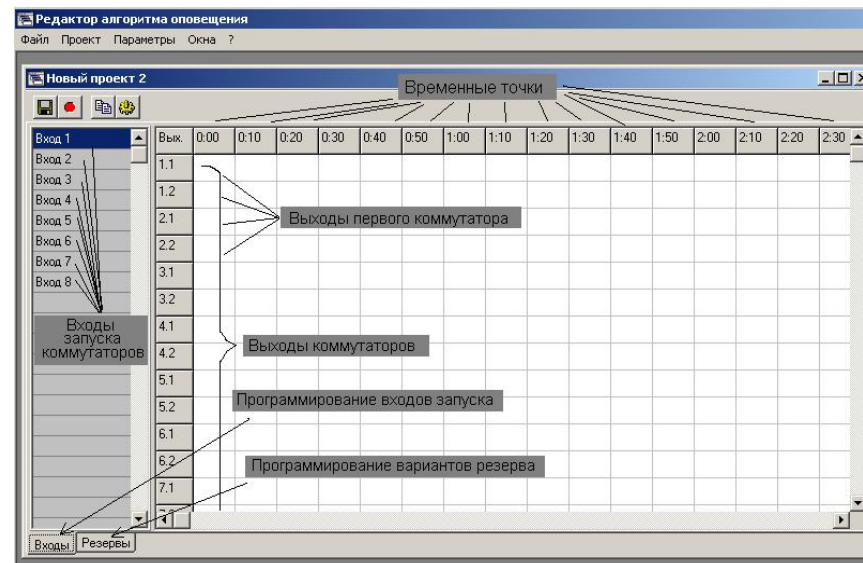 Редактор алгоритма оповещения
Файл Проект Параметры Окна ?
Новый проект 2
Временные точки
Вход 1
Вход 2
Вход 3
Вход 4
Вход 5
Вход 6
Вход 7
Вход 8
Входы
запуска
коммутаторов
Вых. 0:00 0:10 0:20 0:30 0:40 0:50 1:00 1:10 1:20 1:30 1:40 1:50 2:00 2:10 2:20 2:30
1.1
1.2
2.1
2.2
3.1
3.2
4.1
4.2
5.1
5.2
6.1
6.2
7.1
Выходы первого коммутатора
Выходы коммутаторов
Программирование входов запуска
Программирование вариантов резерва
Входы Резервы